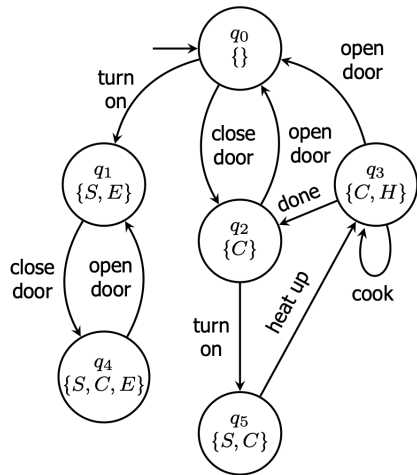 q0
{}
open
door
turn
on
close
door
open
door
q1
{S, E}
q3
{C, H}
done
q2
{C}
close
door
open
door
cook
heat up
turn
on
q4
{S, C, E}
q5
{S, C}